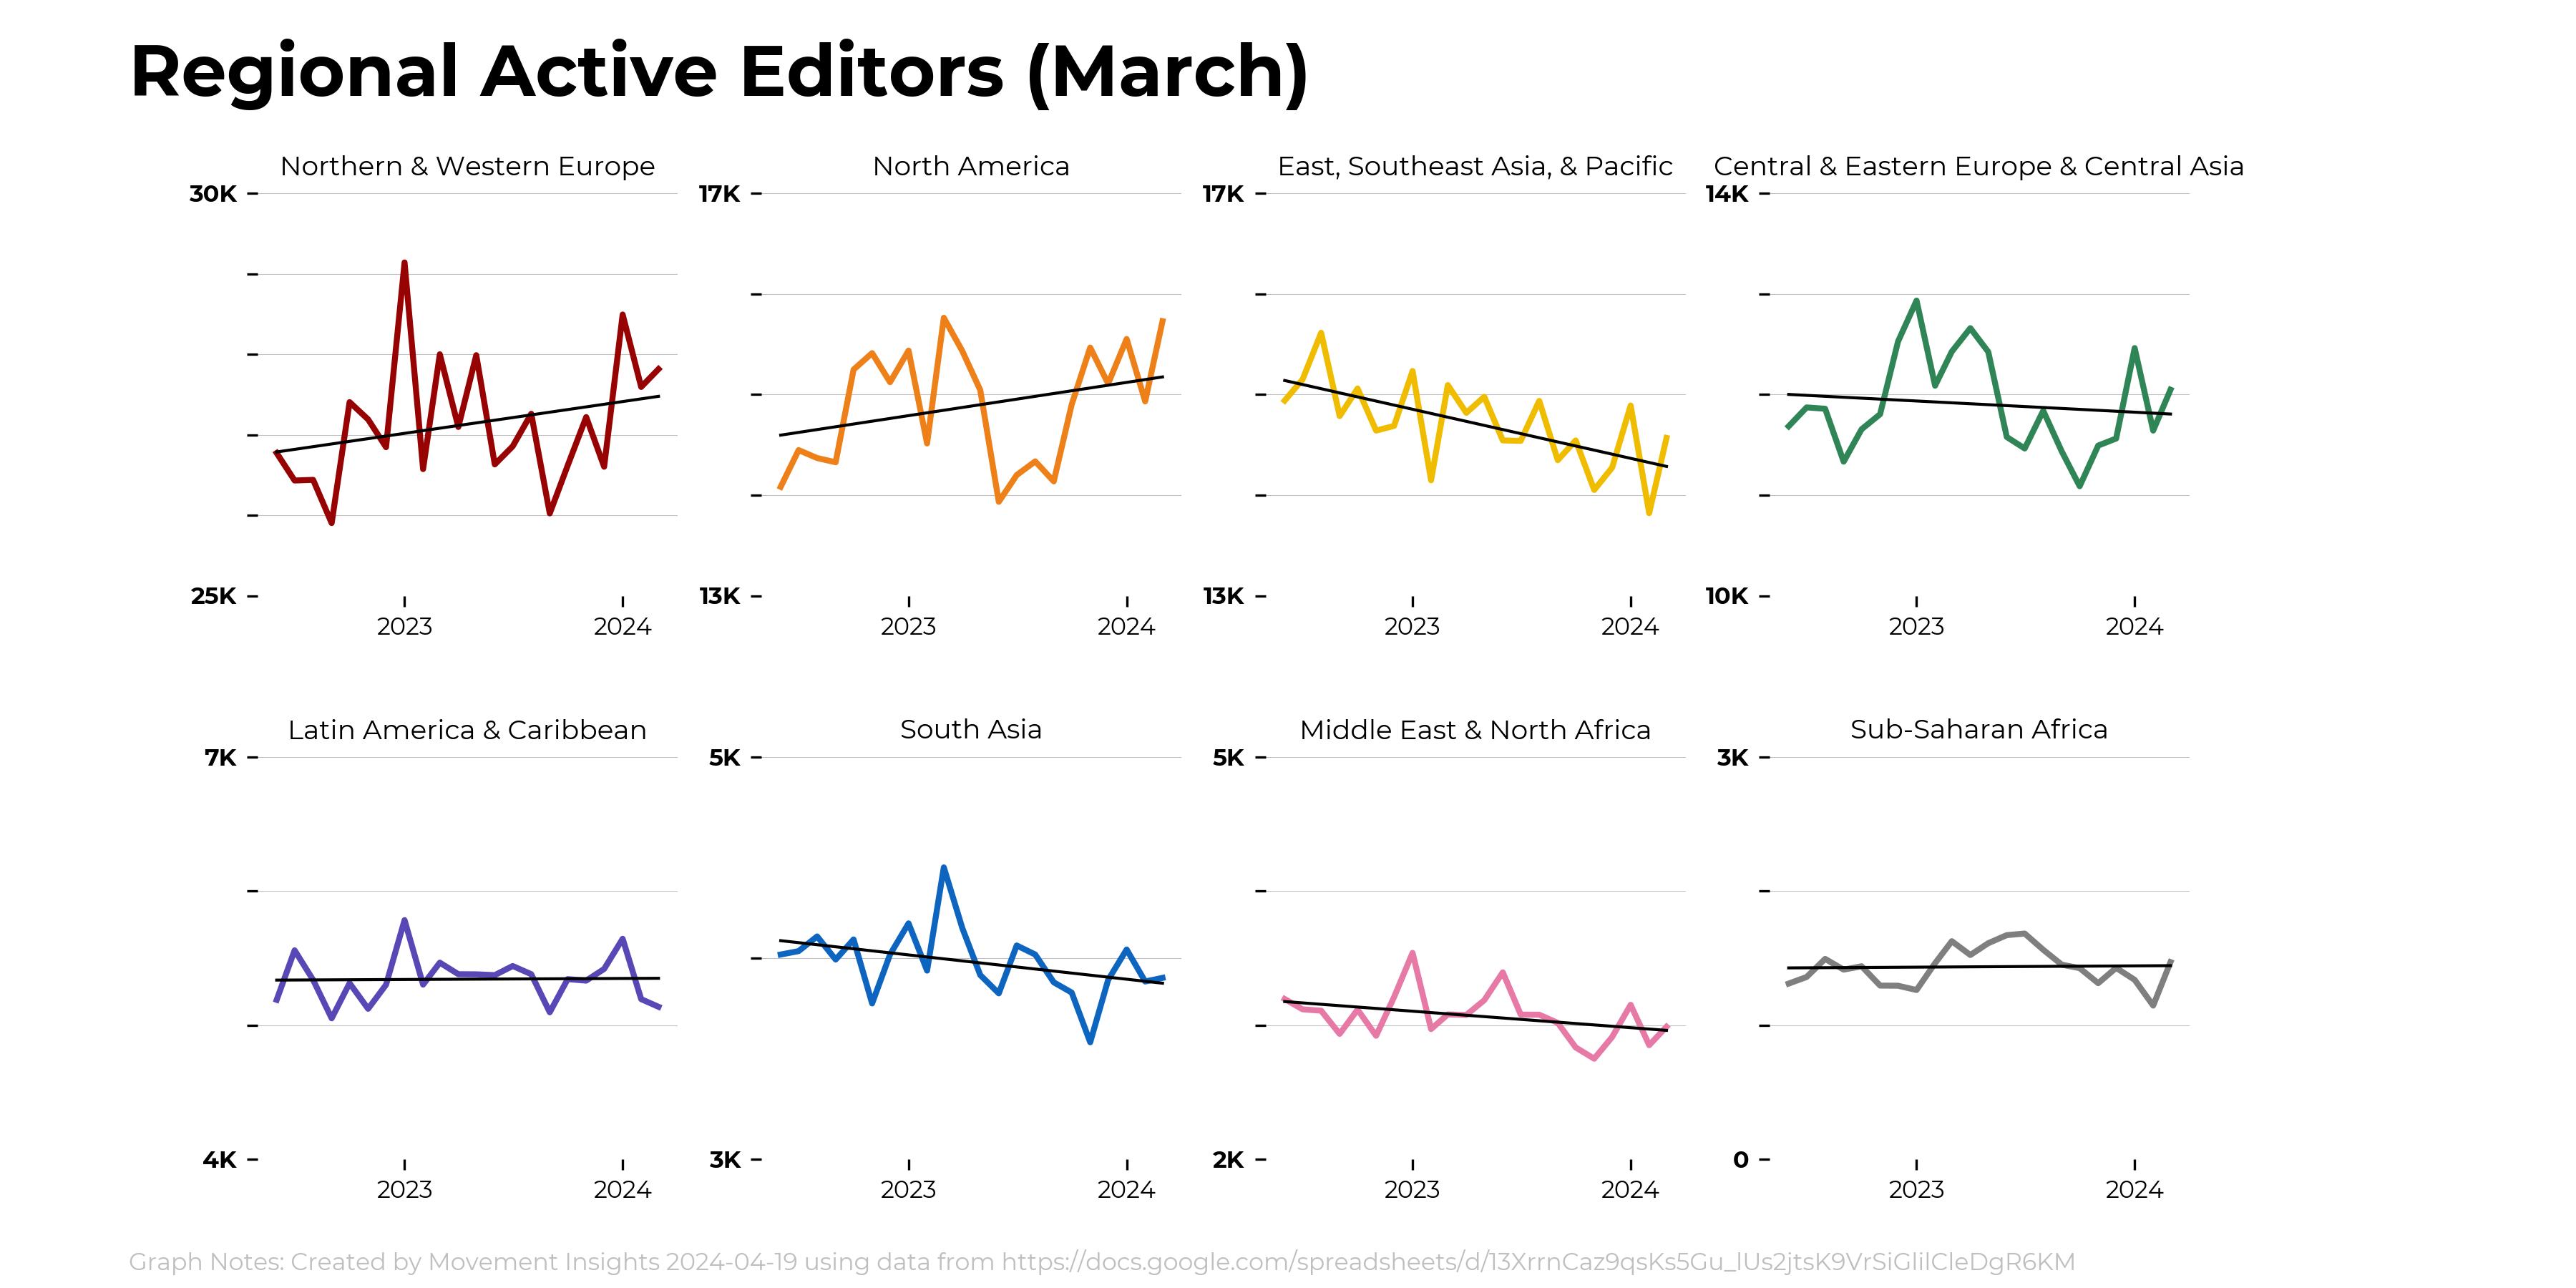 Regional Active Editors (March)
Northern & Western Europe
30K
25K
2023 2024
North America
17K
13K
2023 2024
East, Southeast Asia, & Pacific
17K
13K
2023 2024
Central & Eastern Europe & Central Asia
14K
10K
2023 2024
Latin America & Caribbean
7K
4K
2023 2024
South Asia
5K
3K
2023 2024
Middle East & North Africa
5K
2K
2023 2024
Sub-Saharan Africa
3K
0
2023 2024
Graph Notes: Created by Movement Insights 2024-04-19 using data from https://docs.google.com/spreadsheets/d/13XrrnCaz9qsKs5Gu_lUs2jtsK9VrSiGlilCleDgR6KM